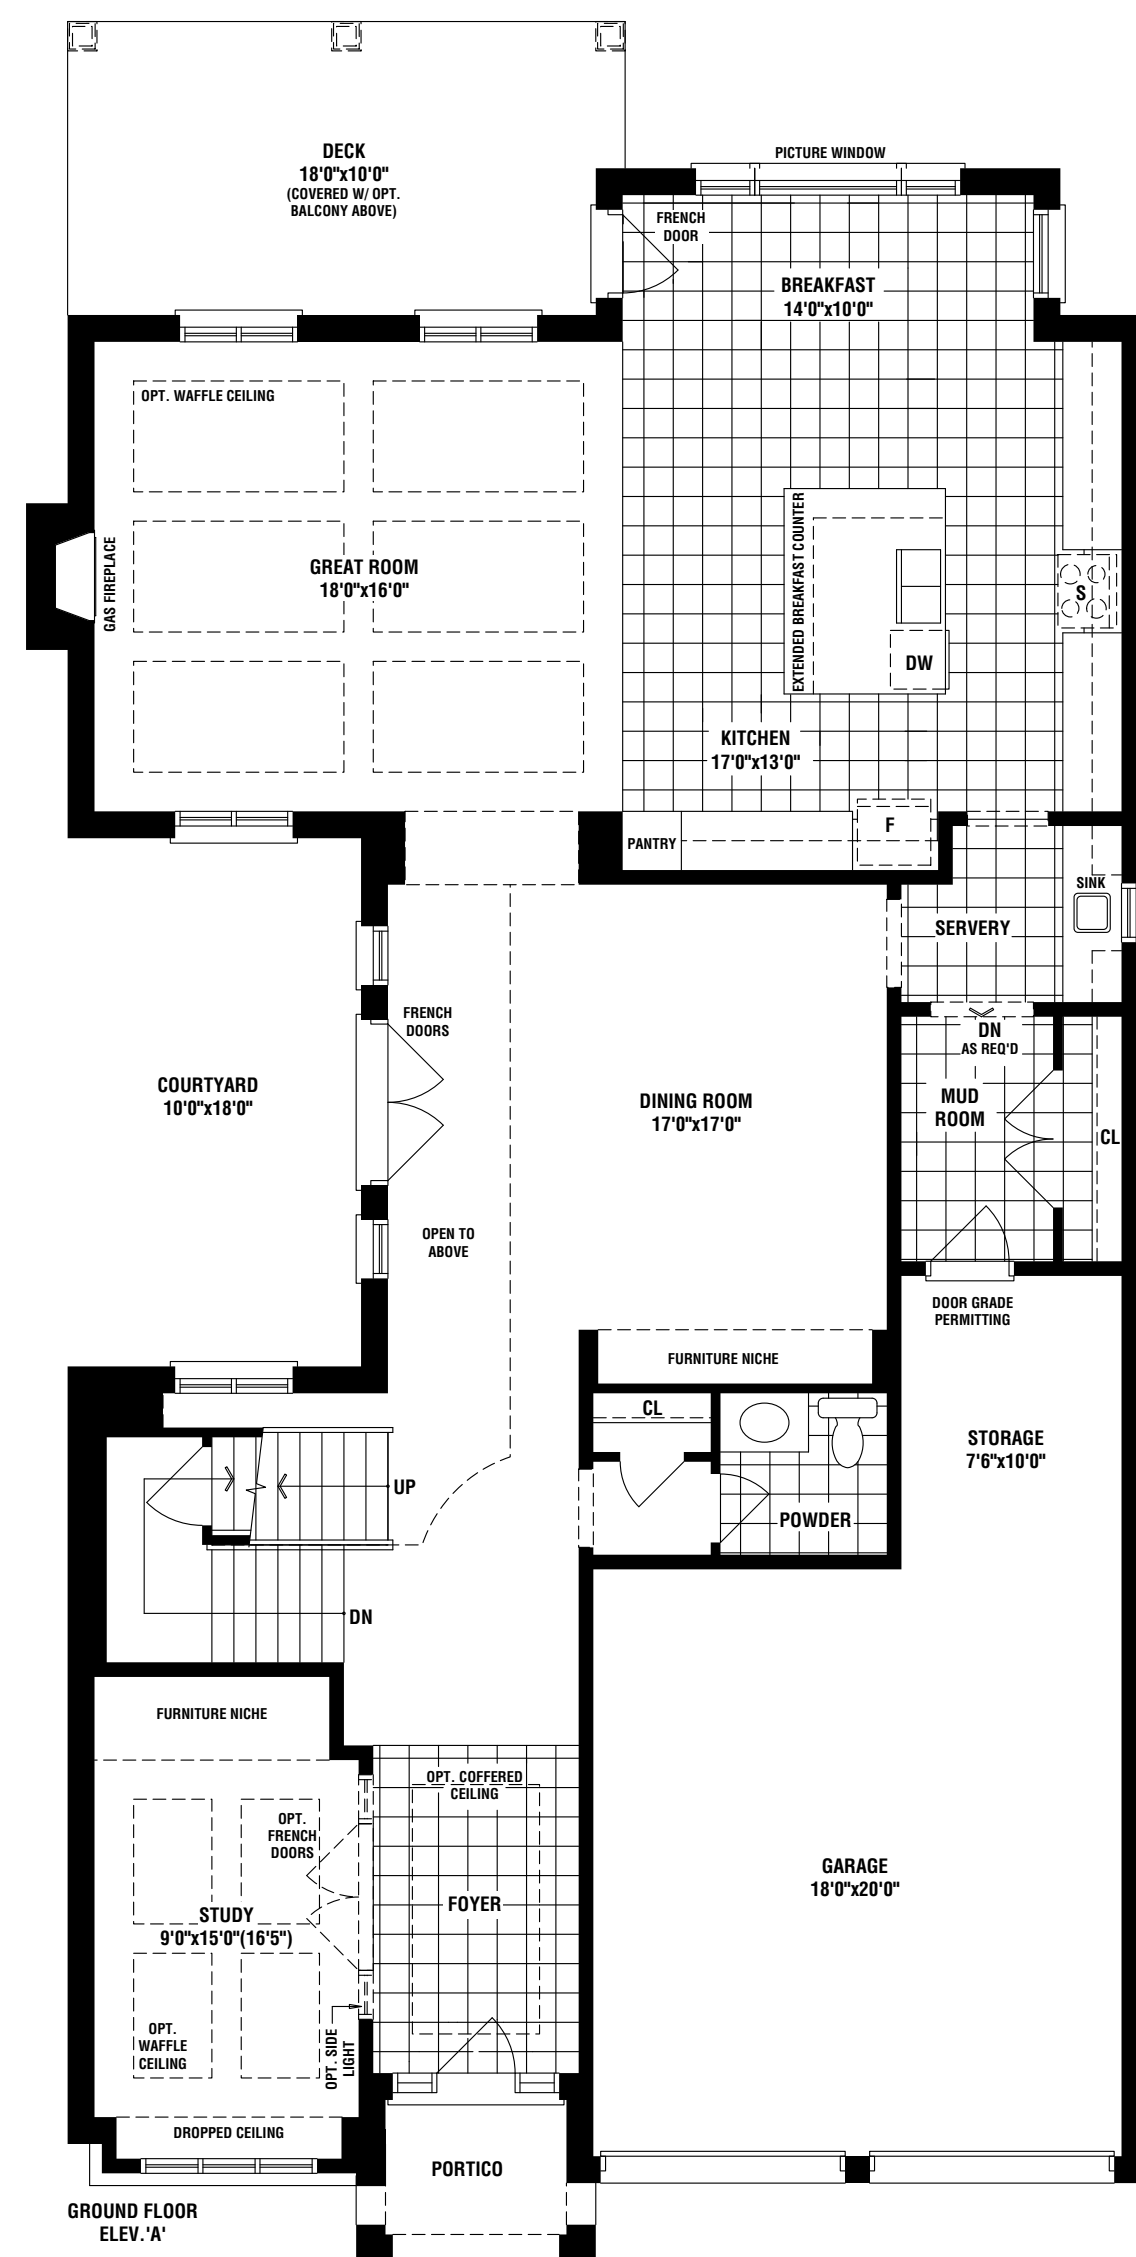 DECK
18'0"x10'0"
(COVERED W/ OPT.
BALCONY ABOVE)
PICTURE WINDOW
FRENCH
DOOR
BREAKFAST
14'0"x10'0"
OPT. WAFFLE CEILING
GAS FIREPLACE
GREAT ROOM
18'0"x16'0"
EXTENDED BREAKFAST COUNTER
S
DW
KITCHEN
17'0"x13'0"
PANTRY
F
SINK
SERVERY
FRENCH
DOORS
DN
AS REQ'D
MUD
ROOM
CL
COURTYARD
10'0"x18'0"
DINING ROOM
17'0"x17'0"
OPEN TO
ABOVE
DOOR GRADE
PERMITTING
FURNITURE NICHE
CL
STORAGE
7'6"x10'0"
UP
POWDER
DN
FURNITURE NICHE
OPT. COFFERED
CEILING
OPT.
FRENCH
DOORS
STUDY
9'0"x15'0"(16'5")
FOYER
GARAGE
18'0"x20'0"
OPT.
WAFFLE
CEILING
OPT. SIDE
LIGHT
DROPPED CEILING
PORTICO
GROUND FLOOR
ELEV.'A'